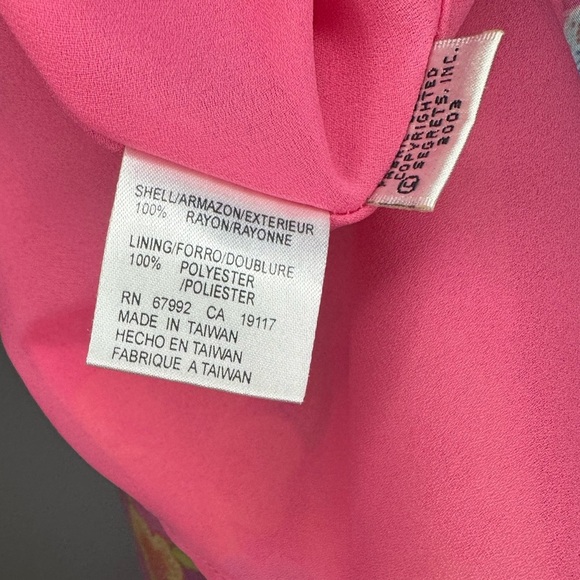 SHELL/ARMAZON/EXTERIEUR
100% RAYON/RAYONNE
LINING/FORRO/DOUBLURE
100% POLYESTER
/POLIESTER
RN 67992 CA 19117
MADE IN TAIWAN
HECHO EN TAIWAN
FABRIQUE A TAIWAN
COPYRIGHTED
© SEGRETS, INC.
2003